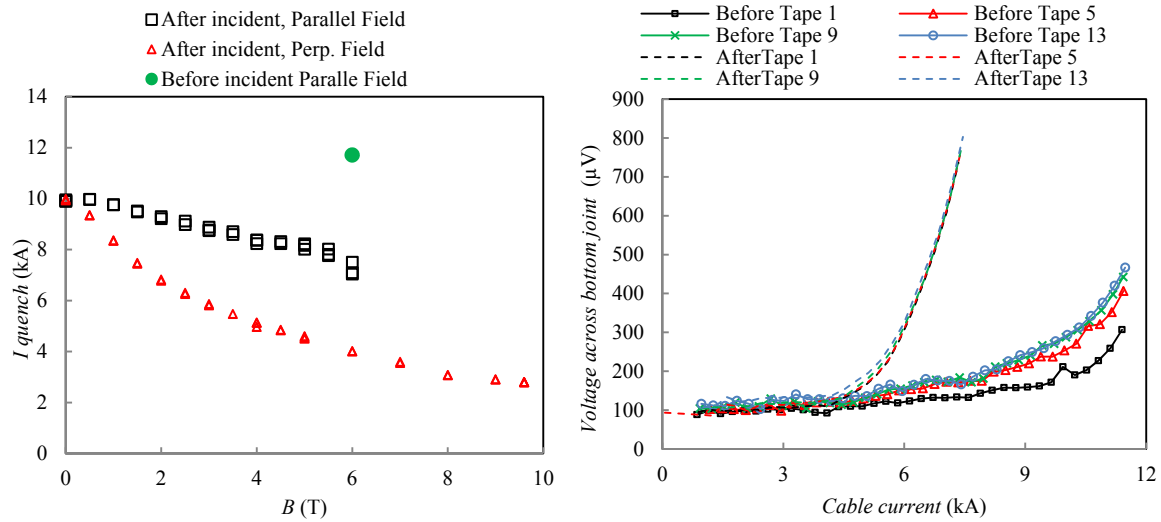 After incident, Parallel Field
After incident, Perp. Field
Before incident Paralle Field
14
12
10
8
6
4
2
0
I quench (kA)
0 2 4 6 8 10
B (T)
Before Tape 1 Before Tape 5
Before Tape 9 Before Tape 13
AfterTape 1 AfterTape 5
AfterTape 9 AfterTape 13
900
800
700
600
500
400
300
200
100
0
Voltage across bottom joint (µV)
0 3 6 9 12
Cable current (kA)